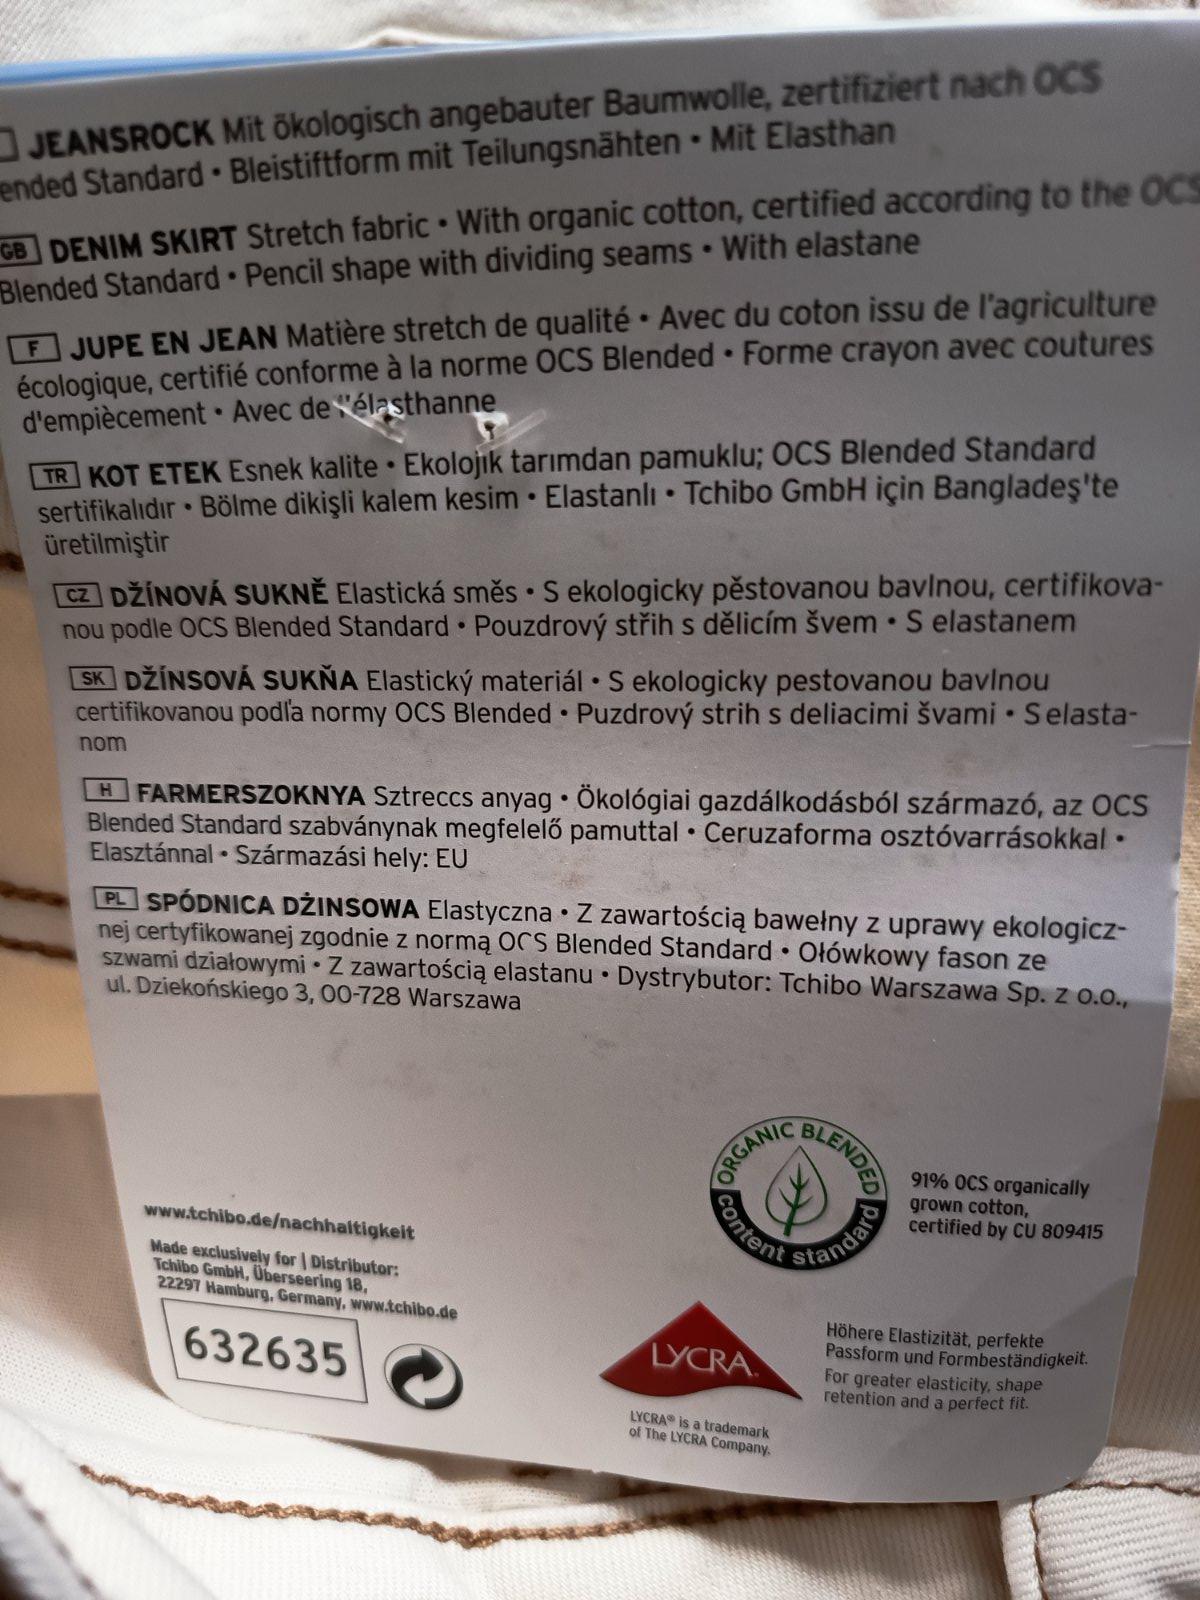 JEANSROCK Mit ökologisch angebauter Baumwolle, zertifiziert nach OCS
ended Standard • Bleistiftform mit Teilungsnähten • Mit Elasthan
GB DENIM SKIRT Stretch fabric • With organic cotton, certified according to the OCS
Blended Standard • Pencil shape with dividing seams • With elastane
F JUPE EN JEAN Matière stretch de qualité • Avec du coton issu de l'agriculture
écologique, certifié conforme à la norme OCS Blended • Forme crayon avec coutures
d'empiècement • Avec de l'élasthanne
TR KOT ETEK Esnek kalite • Ekolojik tarımdan pamuklu; OCS Blended Standard
sertifikalıdır • Bölme dikişli kalem kesim • Elastanlı • Tchibo GmbH için Bangladeş'te
üretilmiştir
CZ DŽÍNOVÁ SUKNĚ Elastická směs • S ekologicky pěstovanou bavlnou, certifikova-
nou podle OCS Blended Standard • Pouzdrový střih s dělicím švem • S elastanem
SK DŽÍNSOVÁ SUKŇA Elastický materiál • S ekologicky pestovanou bavlnou
certifikovanou podľa normy OCS Blended • Puzdrový strih s deliacimi švami • S elasta-
nom
H FARMERSZOKNYA Sztreccs anyag • Ökológiai gazdálkodásból származó, az OCS
Blended Standard szabványnak megfelelő pamuttal • Ceruzaforma osztóvarrásokkal •
Elasztánnal • Származási hely: EU
PL SPÓDNICA DŻINSOWA Elastyczna • Z zawartością bawełny z uprawy ekologicz-
nej certyfikowanej zgodnie z normą OCS Blended Standard • Ołówkowy fason ze
szwami działowymi • Z zawartością elastanu • Dystrybutor: Tchibo Warszawa Sp. z o.o.,
ul. Dziekońskiego 3, 00-728 Warszawa
ORGANIC BLENDED
content standard
91% OCS organically
grown cotton,
certified by CU 809415
www.tchibo.de/nachhaltigkeit
Made exclusively for | Distributor:
Tchibo GmbH, Überseering 18,
22297 Hamburg, Germany, www.tchibo.de
632635
LYCRA®
LYCRA® is a trademark
of The LYCRA Company.
Höhere Elastizität, perfekte
Passform und Formbeständigkeit.
For greater elasticity, shape
retention and a perfect fit.